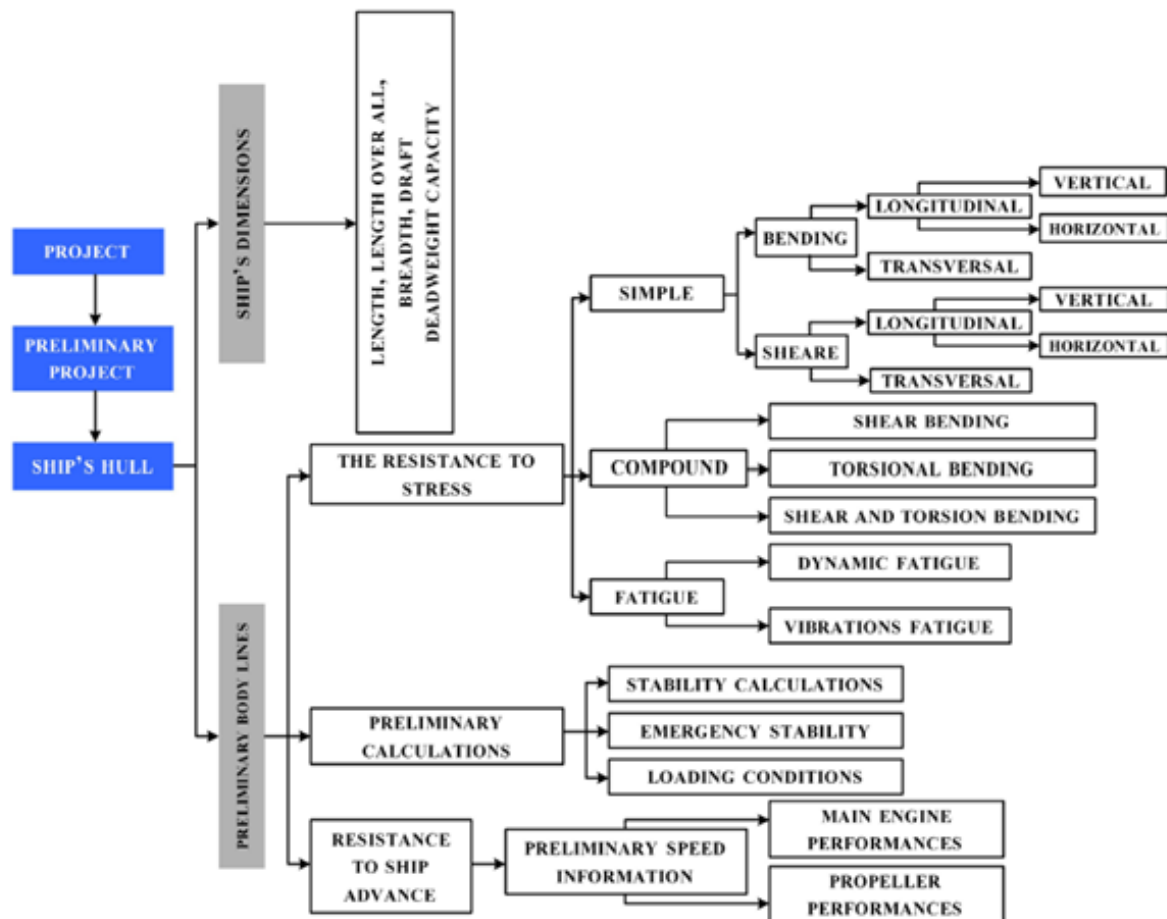 PROJECT
PRELIMINARY
PROJECT
SHIP'S HULL
SHIP'S DIMENSIONS
LENGTH, LENGTH OVER ALL,
BREADTH, DRAFT
DEADWEIGHT CAPACITY
PRELIMINARY BODY LINES
THE RESISTANCE TO
STRESS
SIMPLE
BENDING
LONGITUDINAL
VERTICAL
HORIZONTAL
TRANSVERSAL
SHEARE
LONGITUDINAL
VERTICAL
HORIZONTAL
TRANSVERSAL
COMPOUND
SHEAR BENDING
TORSIONAL BENDING
SHEAR AND TORSION BENDING
FATIGUE
DYNAMIC FATIGUE
VIBRATIONS FATIGUE
PRELIMINARY
CALCULATIONS
STABILITY CALCULATIONS
EMERGENCY STABILITY
LOADING CONDITIONS
RESISTANCE
TO SHIP
ADVANCE
PRELIMINARY SPEED
INFORMATION
MAIN ENGINE
PERFORMANCES
PROPELLER
PERFORMANCES